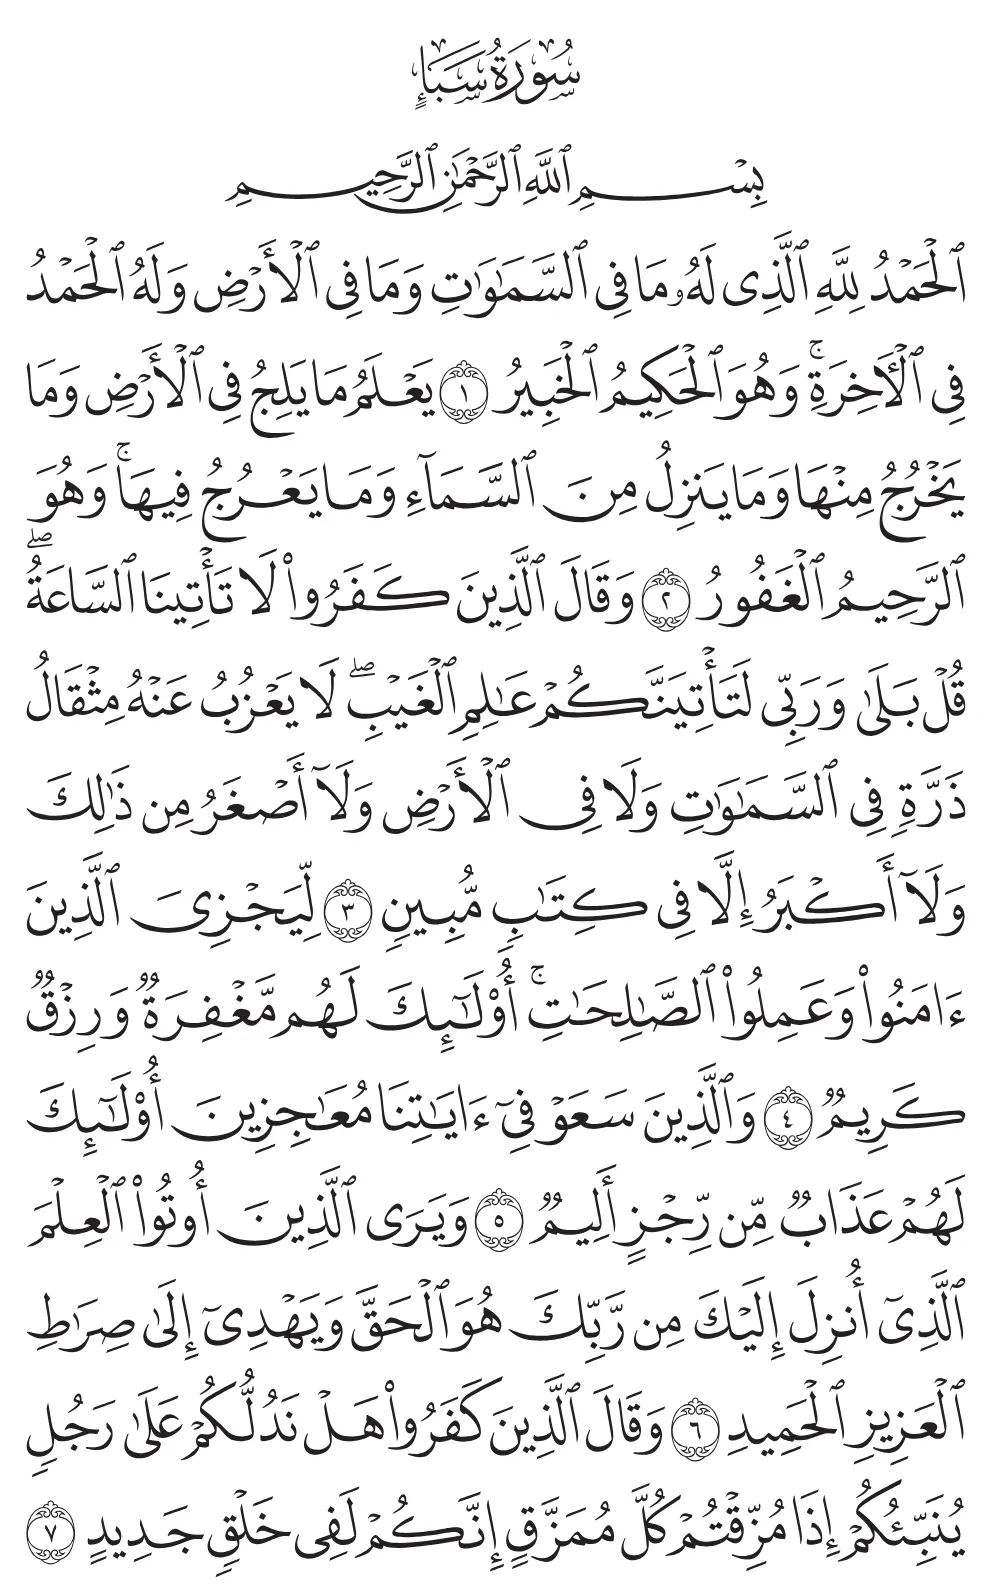 سُورَةُ سَبَإٍ
بِسْمِ ٱللَّهِ ٱلرَّحْمَٰنِ ٱلرَّحِيمِ
ٱلْحَمْدُ لِلَّهِ ٱلَّذِى لَهُۥ مَا فِى ٱلسَّمَٰوَٰتِ وَمَا فِى ٱلْأَرْضِ وَلَهُ ٱلْحَمْدُ
فِى ٱلْـَٔاخِرَةِ ۚ وَهُوَ ٱلْحَكِيمُ ٱلْخَبِيرُ ١ يَعْلَمُ مَا يَلِجُ فِى ٱلْأَرْضِ وَمَا
يَخْرُجُ مِنْهَا وَمَا يَنزِلُ مِنَ ٱلسَّمَآءِ وَمَا يَعْرُجُ فِيهَا ۚ وَهُوَ
ٱلرَّحِيمُ ٱلْغَفُورُ ٢ وَقَالَ ٱلَّذِينَ كَفَرُوا۟ لَا تَأْتِينَا ٱلسَّاعَةُ ۖ
قُلْ بَلَىٰ وَرَبِّى لَتَأْتِيَنَّكُمْ عَٰلِمِ ٱلْغَيْبِ ۖ لَا يَعْزُبُ عَنْهُ مِثْقَالُ
ذَرَّةٍ فِى ٱلسَّمَٰوَٰتِ وَلَا فِى ٱلْأَرْضِ وَلَآ أَصْغَرُ مِن ذَٰلِكَ
وَلَآ أَكْبَرُ إِلَّا فِى كِتَٰبٍ مُّبِينٍ ٣ لِّيَجْزِىَ ٱلَّذِينَ
ءَامَنُوا۟ وَعَمِلُوا۟ ٱلصَّٰلِحَٰتِ ۚ أُو۟لَٰٓئِكَ لَهُم مَّغْفِرَةٌ وَرِزْقٌ
كَرِيمٌ ٤ وَٱلَّذِينَ سَعَوْ فِىٓ ءَايَٰتِنَا مُعَٰجِزِينَ أُو۟لَٰٓئِكَ
لَهُمْ عَذَابٌ مِّن رِّجْزٍ أَلِيمٌ ٥ وَيَرَى ٱلَّذِينَ أُوتُوا۟ ٱلْعِلْمَ
ٱلَّذِىٓ أُنزِلَ إِلَيْكَ مِن رَّبِّكَ هُوَ ٱلْحَقَّ وَيَهْدِىٓ إِلَىٰ صِرَٰطِ
ٱلْعَزِيزِ ٱلْحَمِيدِ ٦ وَقَالَ ٱلَّذِينَ كَفَرُوا۟ هَلْ نَدُلُّكُمْ عَلَىٰ رَجُلٍ
يُنَبِّئُكُمْ إِذَا مُزِّقْتُمْ كُلَّ مُمَزَّقٍ إِنَّكُمْ لَفِى خَلْقٍ جَدِيدٍ ٧